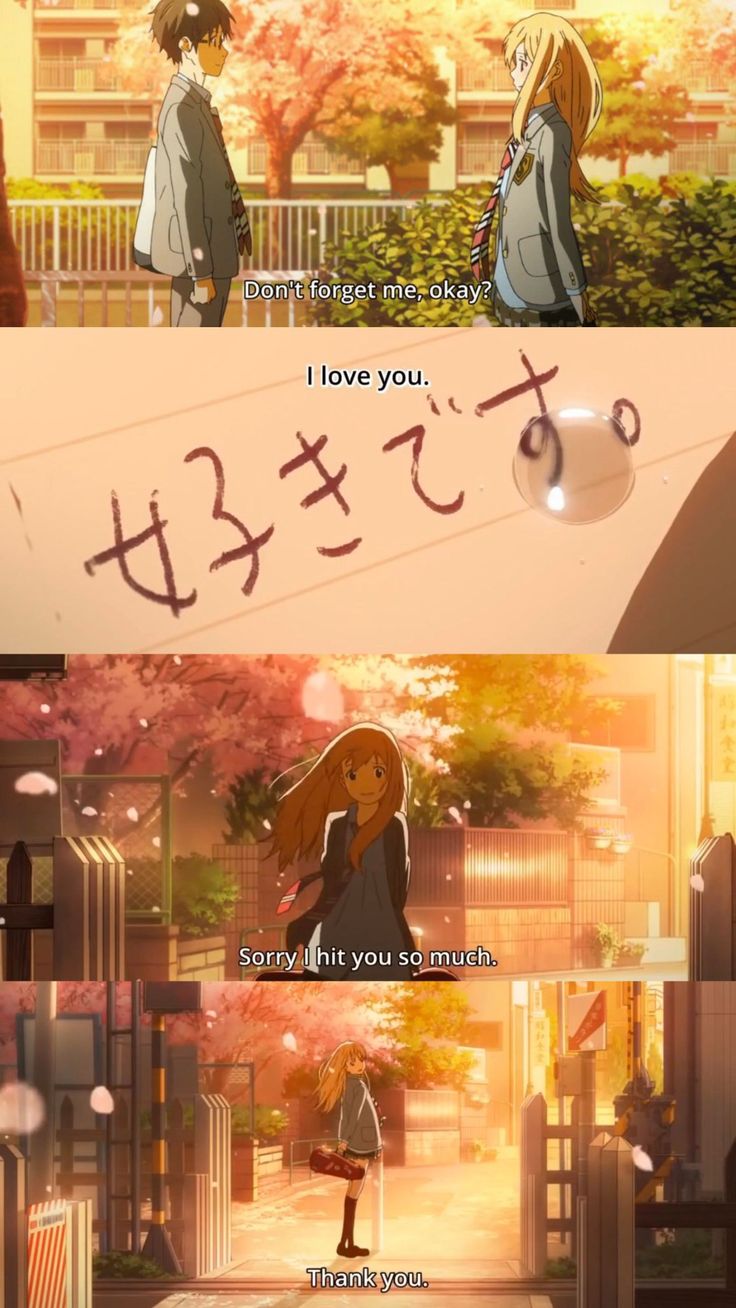 Don't forget me, okay?
I love you.
好きです。
Sorry I hit you so much.
Thank you.